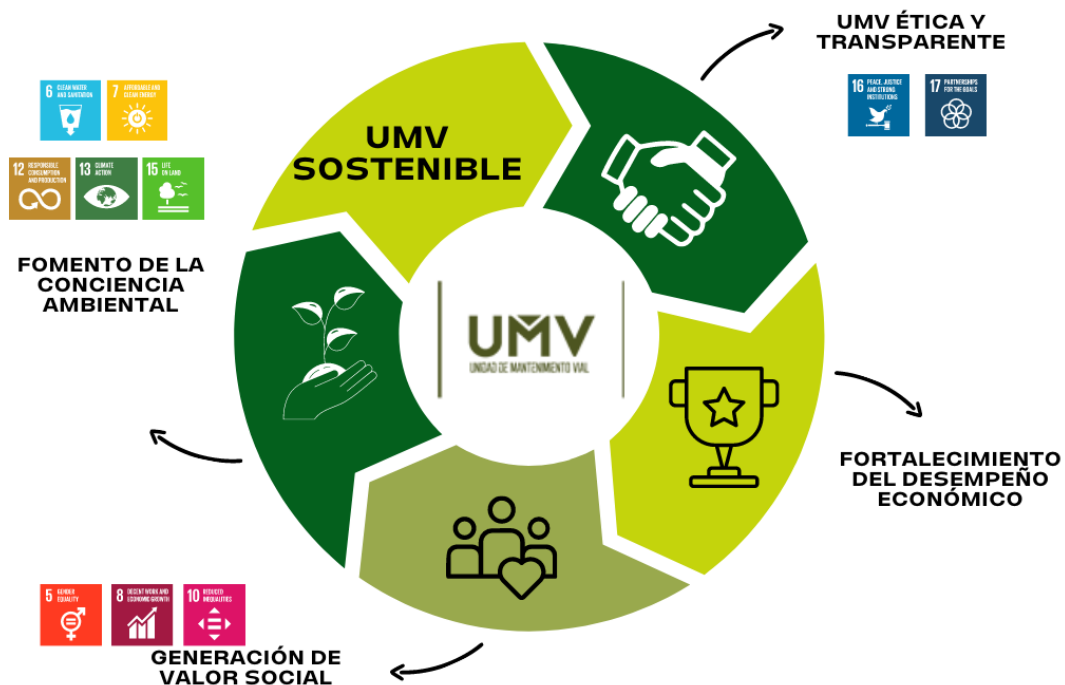 UMV ÉTICA Y
TRANSPARENTE
16 PEACE, JUSTICE
AND STRONG
INSTITUTIONS
17 PARTNERSHIPS
FOR THE GOALS
6 CLEAN WATER
AND SANITATION
7 AFFORDABLE AND
CLEAN ENERGY
UMV
SOSTENIBLE
12 RESPONSIBLE
CONSUMPTION
AND PRODUCTION
13 CLIMATE
ACTION
15 LIFE
ON LAND
FOMENTO DE LA
CONCIENCIA
AMBIENTAL
UMV
UNIDAD DE MANTENIMIENTO VIAL
FORTALECIMIENTO
DEL DESEMPEÑO
ECONÓMICO
5 GENDER
EQUALITY
8 DECENT WORK AND
ECONOMIC GROWTH
10 REDUCED
INEQUALITIES
GENERACIÓN DE
VALOR SOCIAL